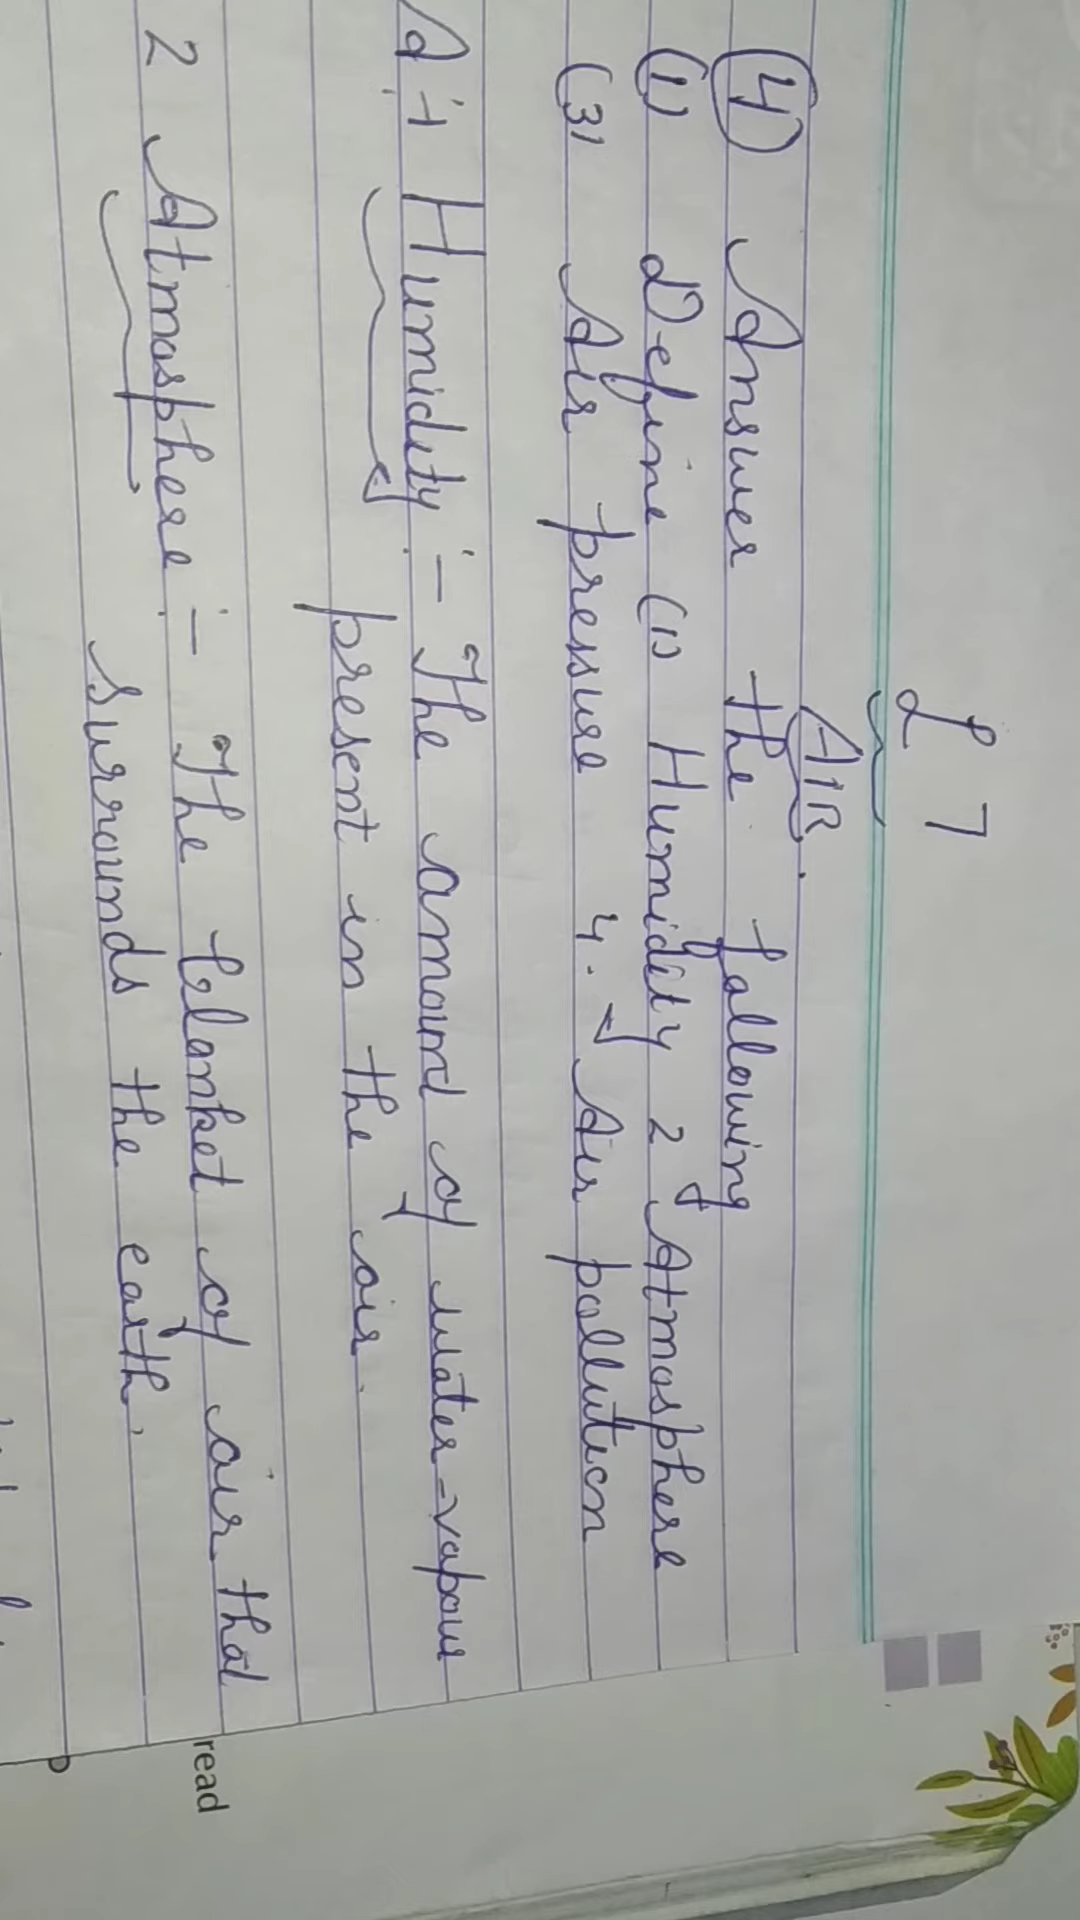 L 7
AIR.
(4) Answer the following
(1) Define (1) Humidity 2 Atmosphere
(3) Air pressure 4. Air pollution
A:1 Humidity :- The amount of water-vapour
present in the air.
2 Atmosphere :- The blanket of air that
surrounds the earth.
read